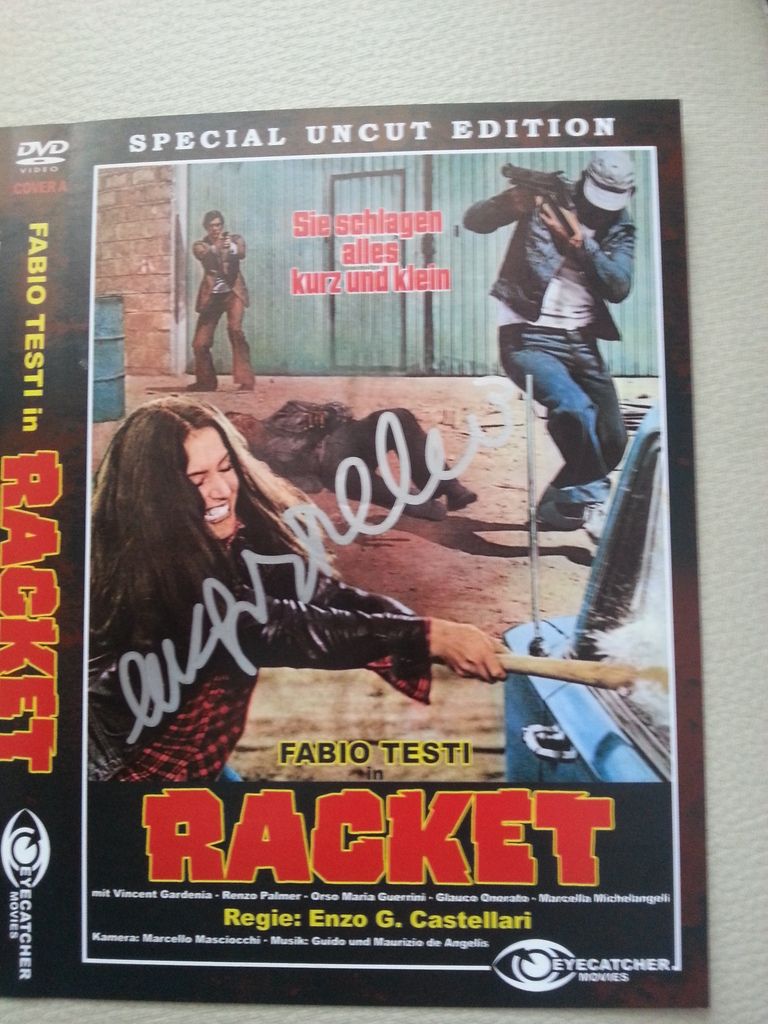 SPECIAL UNCUT EDITION
DVD
VIDEO
COVER A
FABIO TESTI in
RACKET
EYECATCHER
MOVIES
Sie schlagen
alles
kurz und klein
FABIO TESTI
in
RACKET
mit Vincent Gardenia - Renzo Palmer - Orso Maria Guerrini - Glauco Onorato - Marcella Michelangeli
Regie: Enzo G. Castellari
Kamera: Marcello Masciocchi - Musik: Guido und Maurizio de Angelis
EYECATCHER
MOVIES